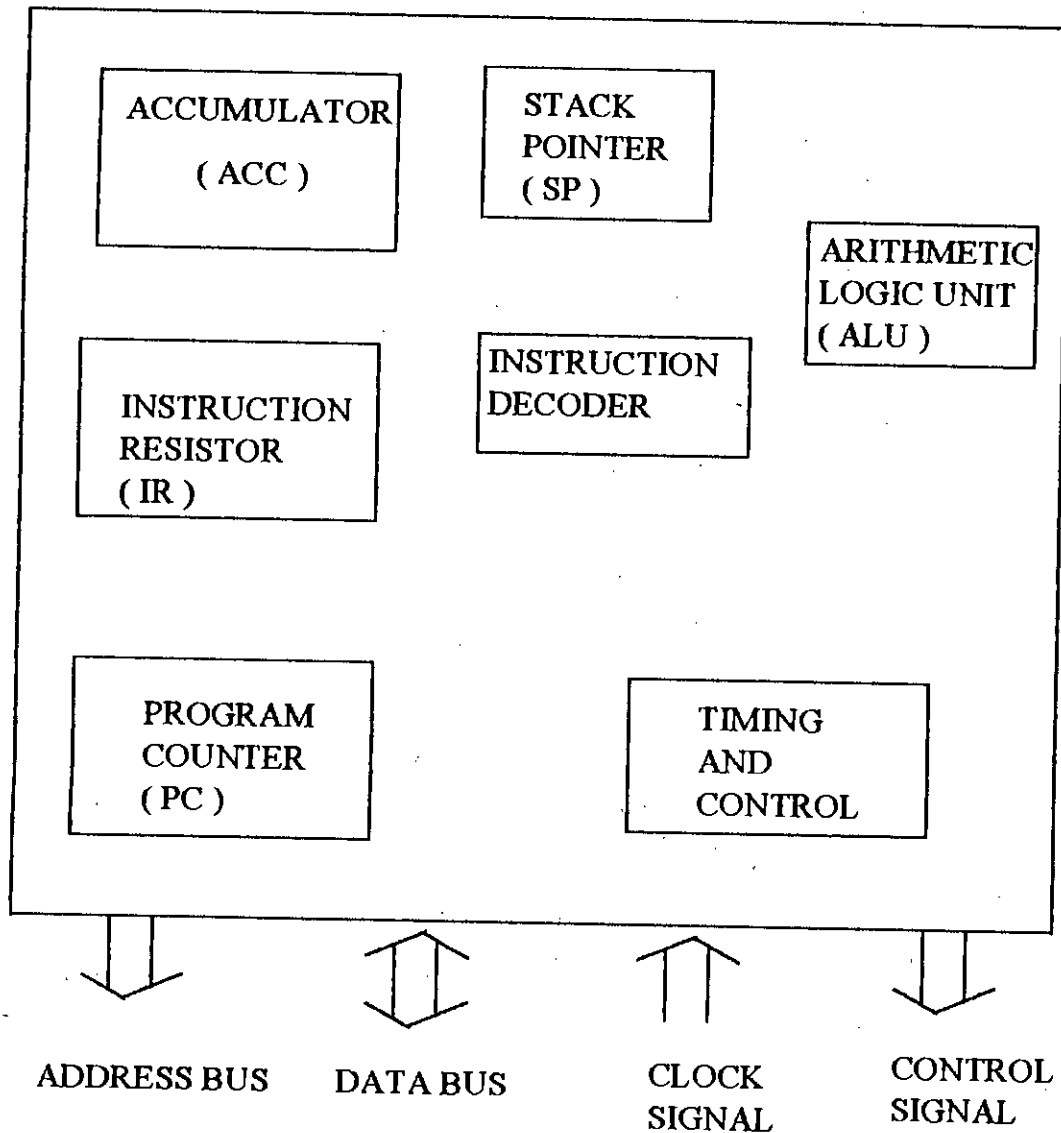 ACCUMULATOR
( ACC )
STACK
POINTER
( SP )
ARITHMETIC
LOGIC UNIT
( ALU )
INSTRUCTION
RESISTOR
( IR )
INSTRUCTION
DECODER
PROGRAM
COUNTER
( PC )
TIMING
AND
CONTROL
ADDRESS BUS
DATA BUS
CLOCK
SIGNAL
CONTROL
SIGNAL